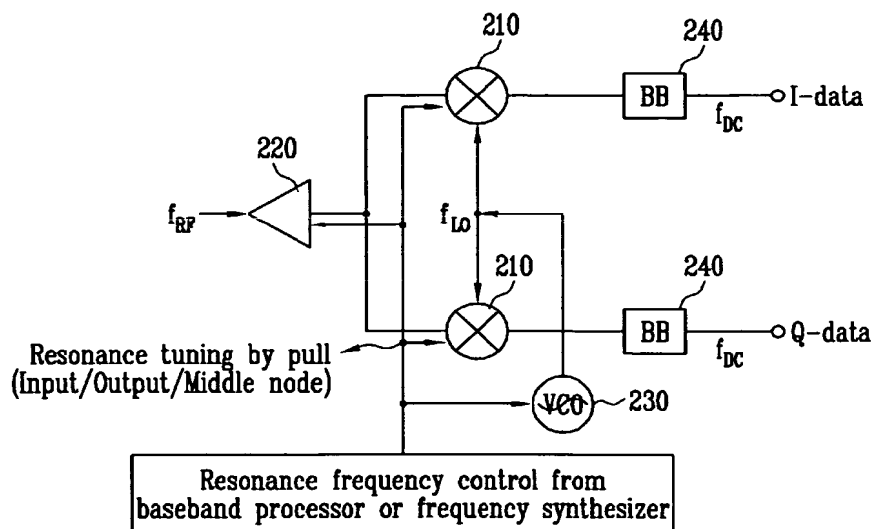 210
240
BB
I-data
f_DC
220
f_RF
f_LO
210
240
BB
Q-data
f_DC
Resonance tuning by pull
(Input/Output/Middle node)
VCO
230
Resonance frequency control from
baseband processor or frequency synthesizer